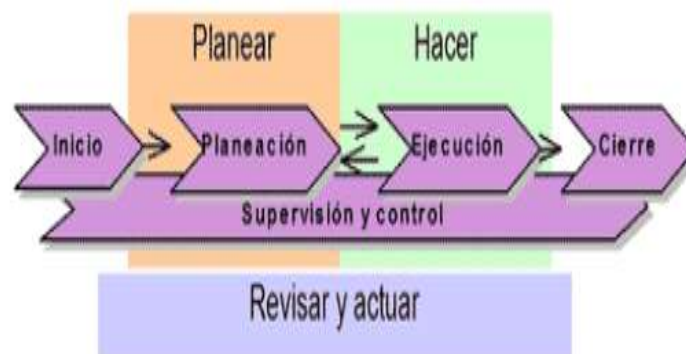 Planear
Hacer
Inicio
Planeación
Ejecución
Cierre
Supervisión y control
Revisar y actuar